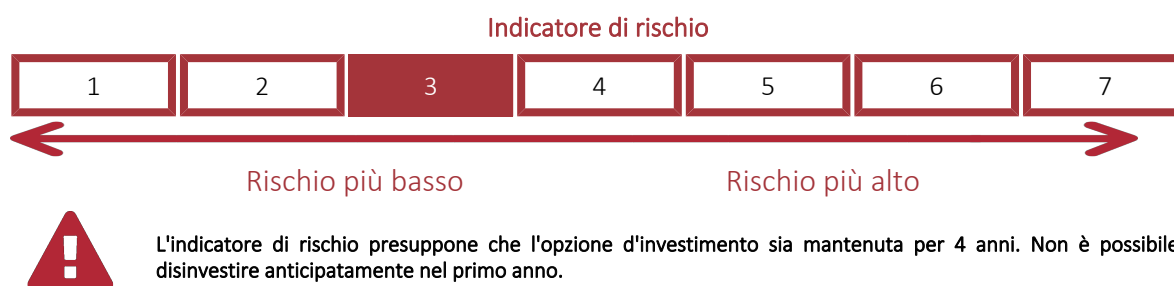 Indicatore di rischio
1 2 3 4 5 6 7
Rischio più basso Rischio più alto
L'indicatore di rischio presuppone che l'opzione d'investimento sia mantenuta per 4 anni. Non è possibile
disinvestire anticipatamente nel primo anno.